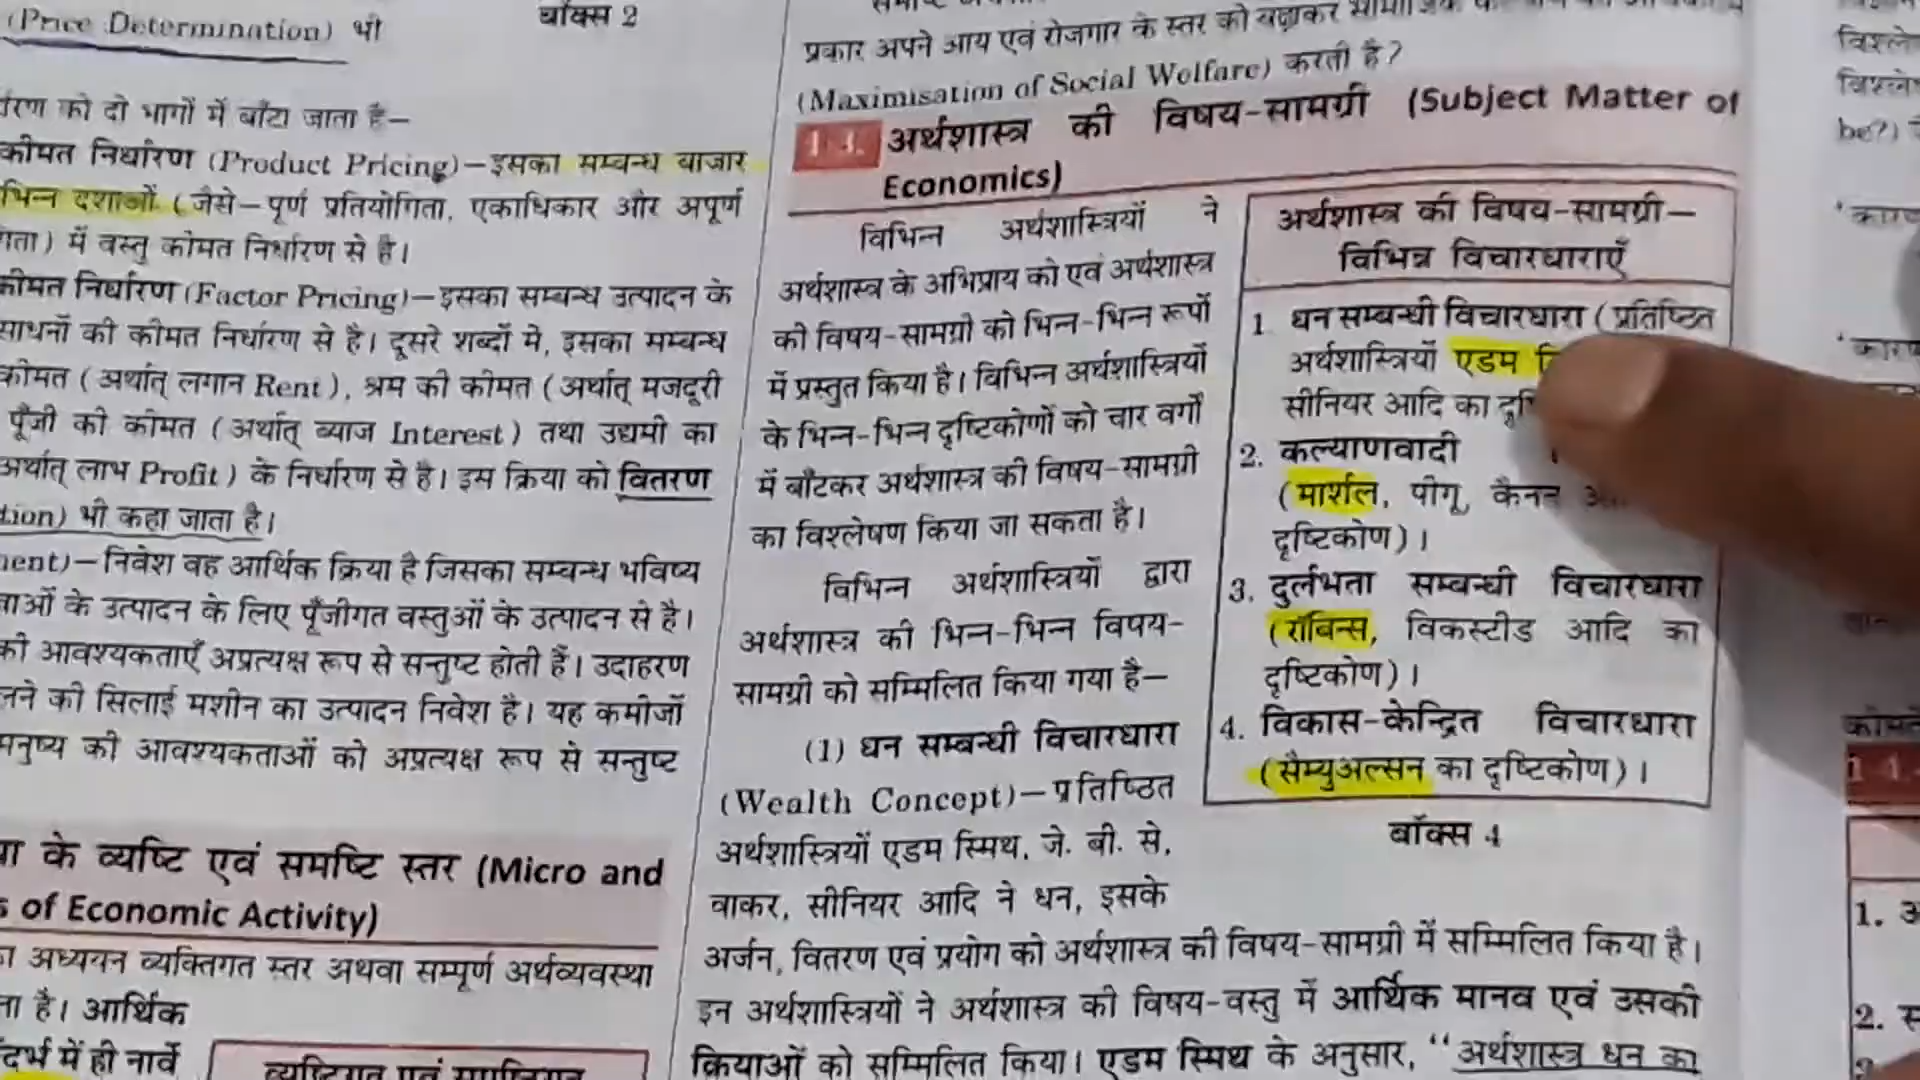 (Price Determination) भी
बॉक्स 2
को दो भागों में बाँटा जाता है—
कीमत निर्धारण (Product Pricing)—इसका सम्बन्ध बाजार
दशाओं (जैसे—पूर्ण प्रतियोगिता, एकाधिकार और अपूर्ण
में वस्तु कीमत निर्धारण से है।
कीमत निर्धारण (Factor Pricing)—इसका सम्बन्ध उत्पादन के
साधनों की कीमत निर्धारण से है। दूसरे शब्दों में, इसका सम्बन्ध
कीमत (अर्थात् लगान Rent), श्रम की कीमत (अर्थात् मजदूरी
पूँजी की कीमत (अर्थात् ब्याज Interest) तथा उद्यमी का
अर्थात् लाभ Profit) के निर्धारण से है। इस क्रिया को वितरण
भी कहा जाता है।
—निवेश वह आर्थिक क्रिया है जिसका सम्बन्ध भविष्य
के उत्पादन के लिए पूँजीगत वस्तुओं के उत्पादन से है।
की आवश्यकताएँ अप्रत्यक्ष रूप से सन्तुष्ट होती हैं। उदाहरण
की सिलाई मशीन का उत्पादन निवेश है। यह कमीजों
मनुष्य की आवश्यकताओं को अप्रत्यक्ष रूप से सन्तुष्ट
के व्यष्टि एवं समष्टि स्तर (Micro and
of Economic Activity)
अध्ययन व्यक्तिगत स्तर अथवा सम्पूर्ण अर्थव्यवस्था
है। आर्थिक
में ही नार्वे
प्रकार अपने आय एवं रोजगार के स्तर को बढ़ाकर
(Maximisation of Social Welfare) करती है?
अर्थशास्त्र की विषय-सामग्री (Subject Matter of
Economics)
विभिन्न अर्थशास्त्रियों ने
अर्थशास्त्र के अभिप्राय को एवं अर्थशास्त्र
की विषय-सामग्री को भिन्न-भिन्न रूपों
में प्रस्तुत किया है। विभिन्न अर्थशास्त्रियों
के भिन्न-भिन्न दृष्टिकोणों को चार वर्गों
में बाँटकर अर्थशास्त्र की विषय-सामग्री
का विश्लेषण किया जा सकता है।
विभिन्न अर्थशास्त्रियों द्वारा
अर्थशास्त्र की भिन्न-भिन्न विषय-
सामग्री को सम्मिलित किया गया है—
(1) धन सम्बन्धी विचारधारा
(Wealth Concept)—प्रतिष्ठित
अर्थशास्त्रियों एडम स्मिथ, जे. बी. से,
वाकर, सीनियर आदि ने धन, इसके
अर्जन, वितरण एवं प्रयोग को अर्थशास्त्र की विषय-सामग्री में सम्मिलित किया है।
इन अर्थशास्त्रियों ने अर्थशास्त्र की विषय-वस्तु में आर्थिक मानव एवं उसकी
क्रियाओं को सम्मिलित किया। एडम स्मिथ के अनुसार, “अर्थशास्त्र धन का
अर्थशास्त्र की विषय-सामग्री—
विभिन्न विचारधाराएँ
1. धन सम्बन्धी विचारधारा (प्रतिष्ठित
अर्थशास्त्रियों एडम
सीनियर आदि का
2. कल्याणवादी
(मार्शल, पीगू, कैनन
दृष्टिकोण)।
3. दुर्लभता सम्बन्धी विचारधारा
(रॉबिन्स, विकस्टीड आदि का
दृष्टिकोण)।
4. विकास-केन्द्रित विचारधारा
(सैम्युअल्सन का दृष्टिकोण)।
बॉक्स 4
be?)
1.
2.